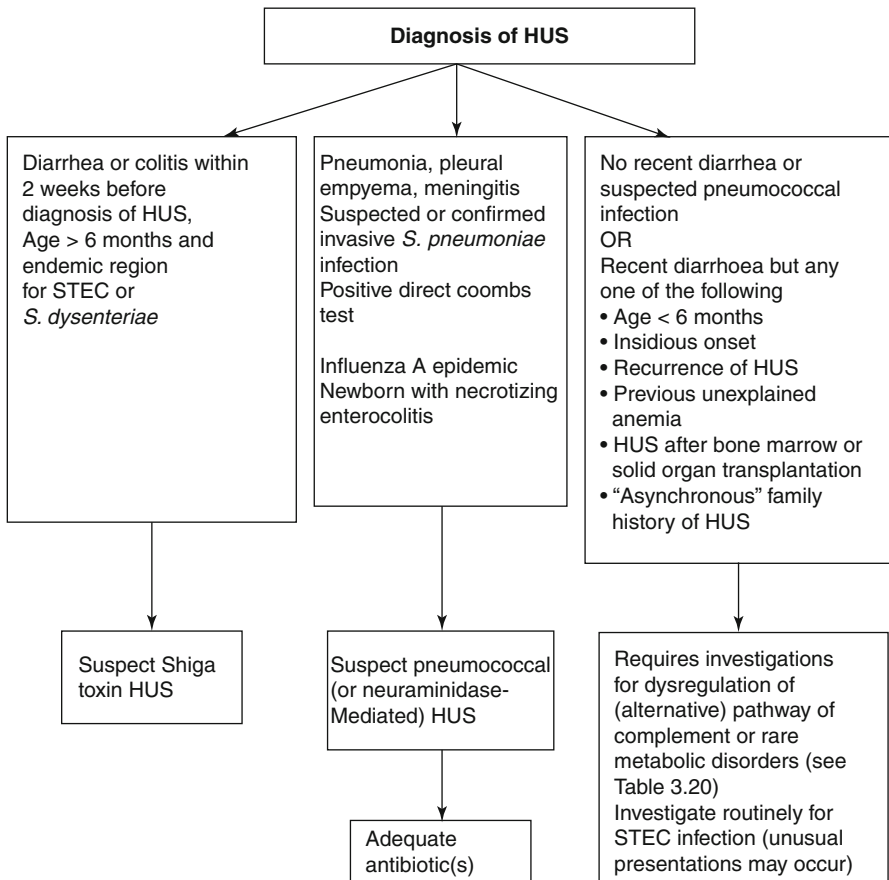 Diagnosis of HUS
Diarrhea or colitis within
2 weeks before
diagnosis of HUS,
Age > 6 months and
endemic region
for STEC or
S. dysenteriae
Pneumonia, pleural
empyema, meningitis
Suspected or confirmed
invasive S. pneumoniae
infection
Positive direct coombs
test
Influenza A epidemic
Newborn with necrotizing
enterocolitis
No recent diarrhea or
suspected pneumococcal
infection
OR
Recent diarrhoea but any
one of the following
• Age < 6 months
• Insidious onset
• Recurrence of HUS
• Previous unexplained
anemia
• HUS after bone marrow or
solid organ transplantation
• “Asynchronous” family
history of HUS
Suspect Shiga
toxin HUS
Suspect pneumococcal
(or neuraminidase-
Mediated) HUS
Adequate
antibiotic(s)
Requires investigations
for dysregulation of
(alternative) pathway of
complement or rare
metabolic disorders (see
Table 3.20)
Investigate routinely for
STEC infection (unusual
presentations may occur)